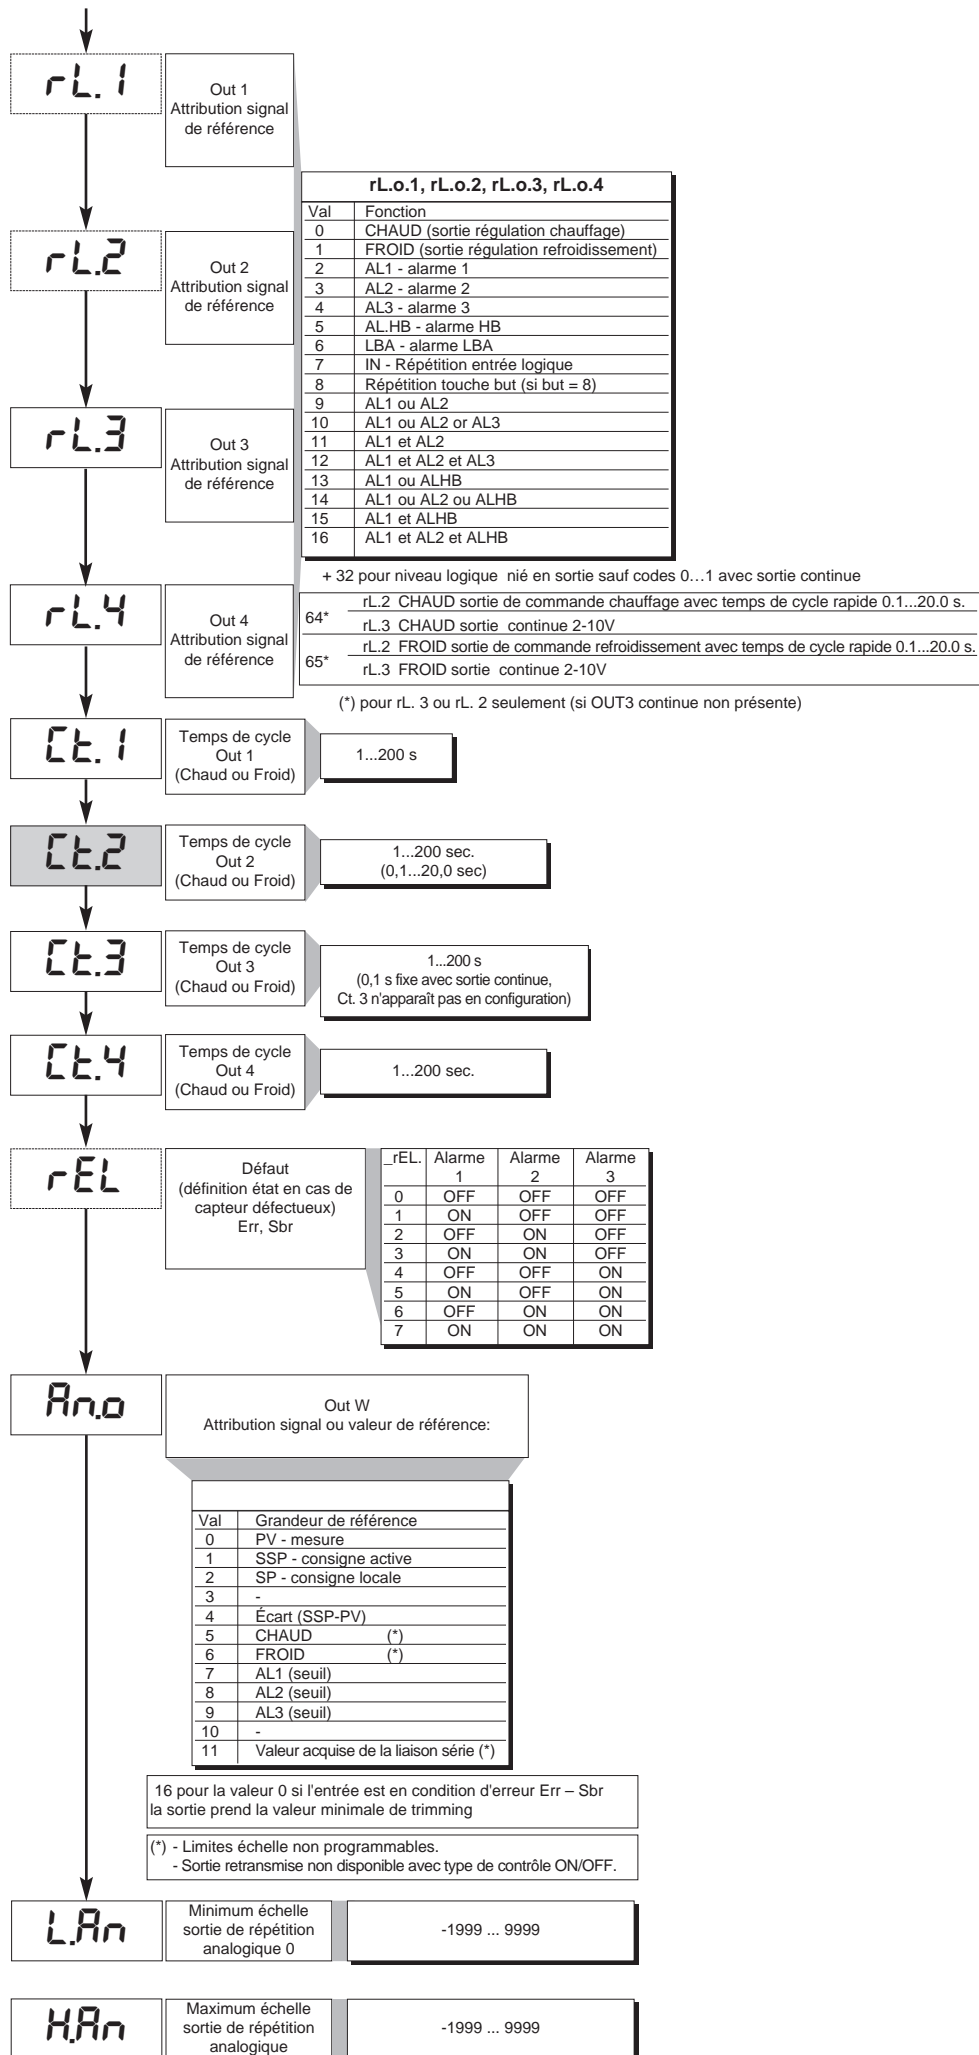 rL.1
Out 1
Attribution signal
de référence
rL.o.1, rL.o.2, rL.o.3, rL.o.4
Val Fonction
0 CHAUD (sortie régulation chauffage)
1 FROID (sortie régulation refroidissement)
2 AL1 - alarme 1
3 AL2 - alarme 2
4 AL3 - alarme 3
5 AL.HB - alarme HB
6 LBA - alarme LBA
7 IN - Répétition entrée logique
8 Répétition touche but (si but = 8)
9 AL1 ou AL2
10 AL1 ou AL2 or AL3
11 AL1 et AL2
12 AL1 et AL2 et AL3
13 AL1 ou ALHB
14 AL1 ou AL2 ou ALHB
15 AL1 et ALHB
16 AL1 et AL2 et ALHB
rL.2
Out 2
Attribution signal
de référence
rL.3
Out 3
Attribution signal
de référence
+ 32 pour niveau logique nié en sortie sauf codes 0…1 avec sortie continue
rL.4
Out 4
Attribution signal
de référence
64* rL.2 CHAUD sortie de commande chauffage avec temps de cycle rapide 0.1...20.0 s.
rL.3 CHAUD sortie continue 2-10V
65* rL.2 FROID sortie de commande refroidissement avec temps de cycle rapide 0.1...20.0 s.
rL.3 FROID sortie continue 2-10V
(*) pour rL. 3 ou rL. 2 seulement (si OUT3 continue non présente)
Ct.1
Temps de cycle
Out 1
(Chaud ou Froid)
1...200 s
Ct.2
Temps de cycle
Out 2
(Chaud ou Froid)
1...200 sec.
(0,1...20,0 sec)
Ct.3
Temps de cycle
Out 3
(Chaud ou Froid)
1...200 s
(0,1 s fixe avec sortie continue,
Ct. 3 n'apparaît pas en configuration)
Ct.4
Temps de cycle
Out 4
(Chaud ou Froid)
1...200 sec.
rEL
Défaut
(définition état en cas de
capteur défectueux)
Err, Sbr
_rEL. Alarme Alarme Alarme
1 2 3
0 OFF OFF OFF
1 ON OFF OFF
2 OFF ON OFF
3 ON ON OFF
4 OFF OFF ON
5 ON OFF ON
6 OFF ON ON
7 ON ON ON
An.o
Out W
Attribution signal ou valeur de référence:
Val Grandeur de référence
0 PV - mesure
1 SSP - consigne active
2 SP - consigne locale
3 -
4 Écart (SSP-PV)
5 CHAUD (*)
6 FROID (*)
7 AL1 (seuil)
8 AL2 (seuil)
9 AL3 (seuil)
10 -
11 Valeur acquise de la liaison série (*)
16 pour la valeur 0 si l'entrée est en condition d'erreur Err – Sbr
la sortie prend la valeur minimale de trimming
(*) - Limites échelle non programmables.
- Sortie retransmise non disponible avec type de contrôle ON/OFF.
L.An
Minimum échelle
sortie de répétition
analogique 0
-1999 ... 9999
H.An
Maximum échelle
sortie de répétition
analogique
-1999 ... 9999